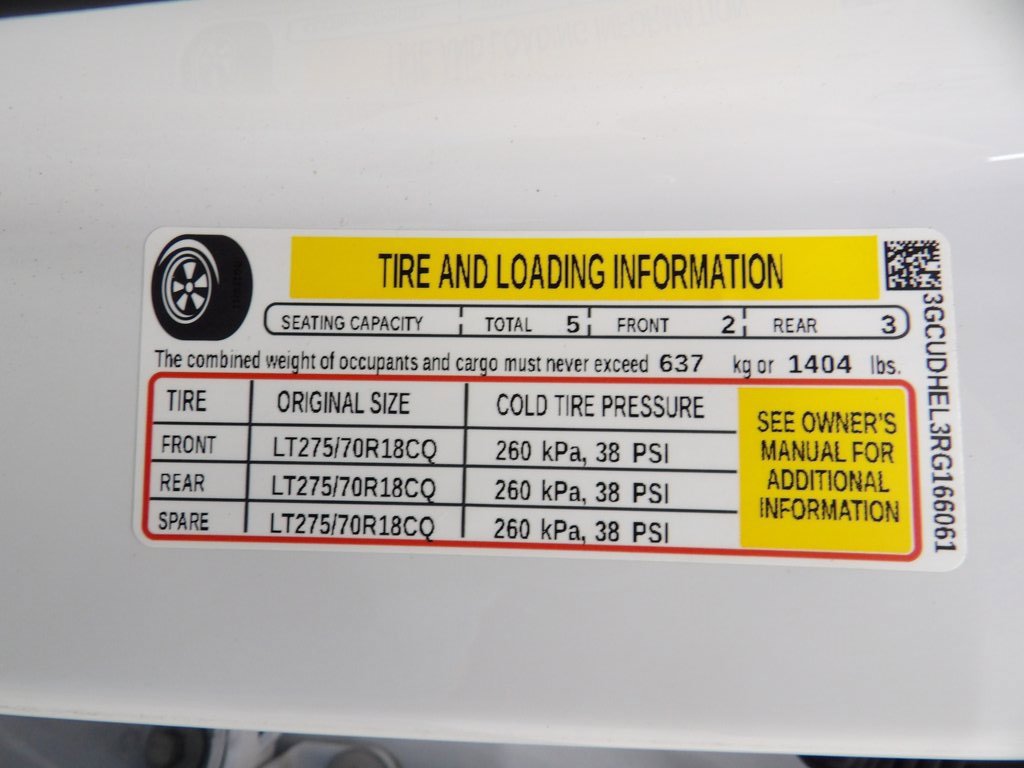 TIRE AND LOADING INFORMATION
SEATING CAPACITY TOTAL 5 FRONT 2 REAR 3
The combined weight of occupants and cargo must never exceed 637 kg or 1404 lbs.
TIRE ORIGINAL SIZE COLD TIRE PRESSURE
FRONT LT275/70R18CQ 260 kPa, 38 PSI
REAR LT275/70R18CQ 260 kPa, 38 PSI
SPARE LT275/70R18CQ 260 kPa, 38 PSI
SEE OWNER'S
MANUAL FOR
ADDITIONAL
INFORMATION
3GCUDHEL3RG166061